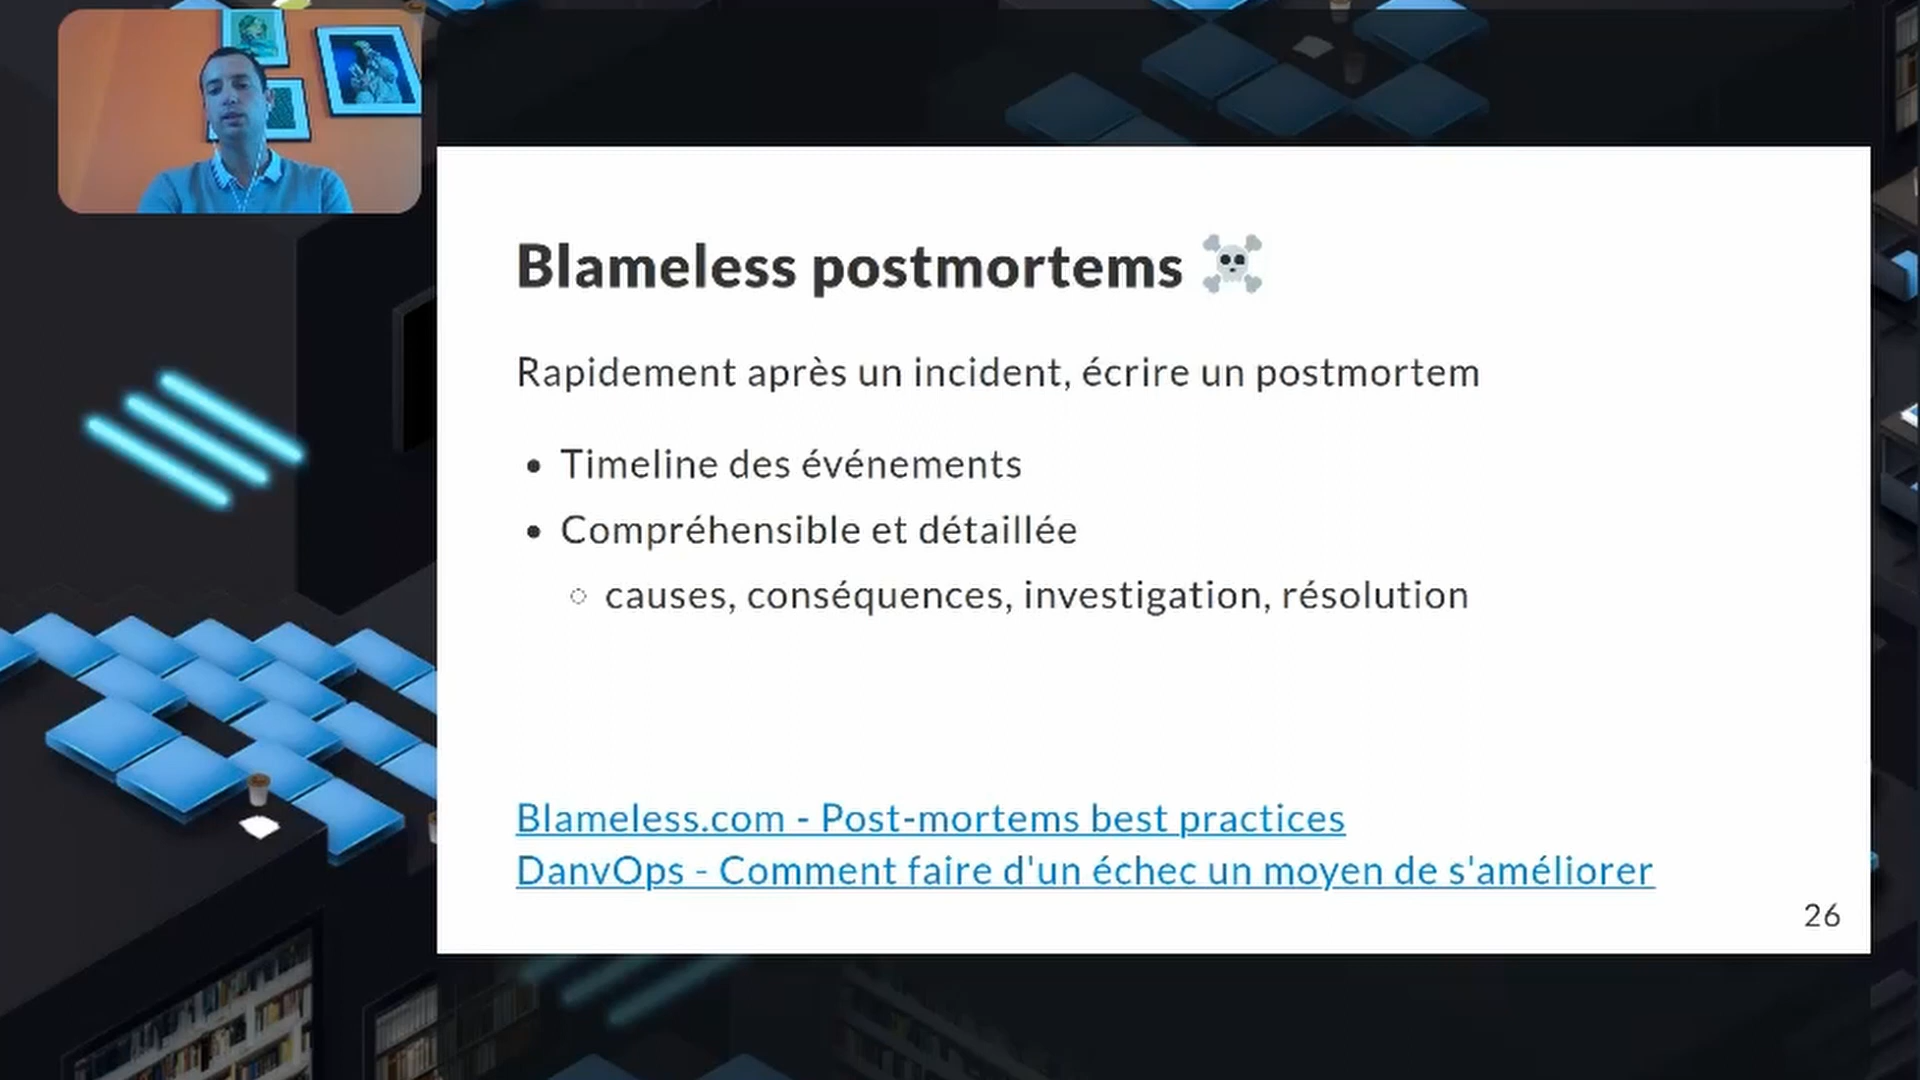 Blameless postmortems ☠
Rapidement après un incident, écrire un postmortem
• Timeline des événements
• Compréhensible et détaillée
◦ causes, conséquences, investigation, résolution
Blameless.com - Post-mortems best practices
DanvOps - Comment faire d'un échec un moyen de s'améliorer
26